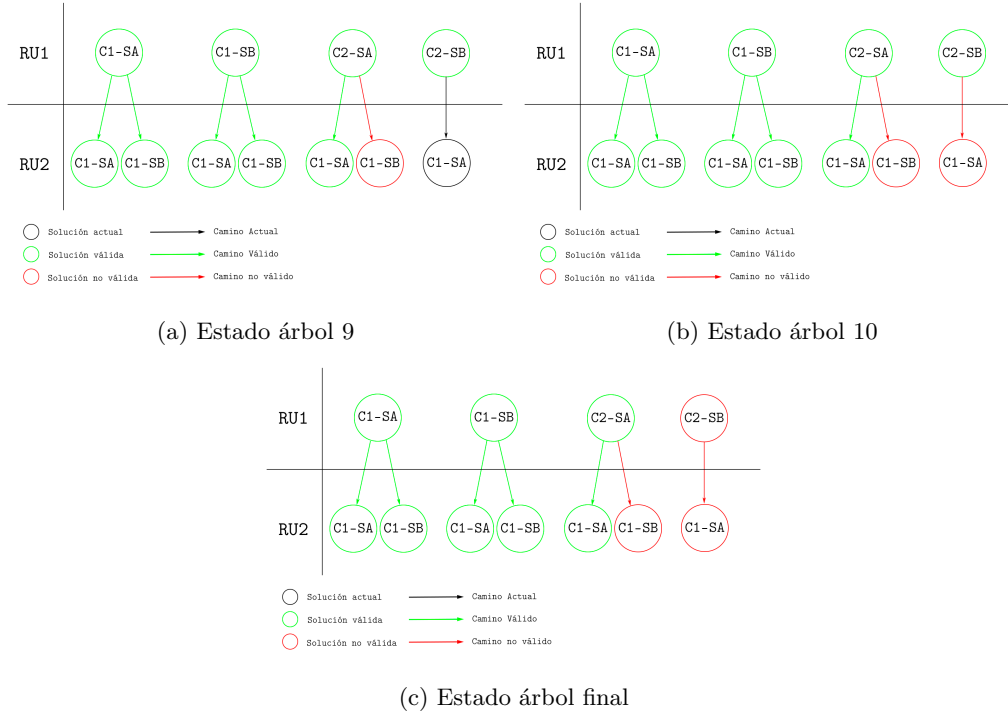 RU1 C1-SA C1-SB C2-SA C2-SB
RU2 C1-SA C1-SB C1-SA C1-SB C1-SA C1-SB C1-SA
Solución actual Camino Actual
Solución válida Camino Válido
Solución no válida Camino no válido
(a) Estado árbol 9
RU1 C1-SA C1-SB C2-SA C2-SB
RU2 C1-SA C1-SB C1-SA C1-SB C1-SA C1-SB C1-SA
Solución actual Camino Actual
Solución válida Camino Válido
Solución no válida Camino no válido
(b) Estado árbol 10
RU1 C1-SA C1-SB C2-SA C2-SB
RU2 C1-SA C1-SB C1-SA C1-SB C1-SA C1-SB C1-SA
Solución actual Camino Actual
Solución válida Camino Válido
Solución no válida Camino no válido
(c) Estado árbol final